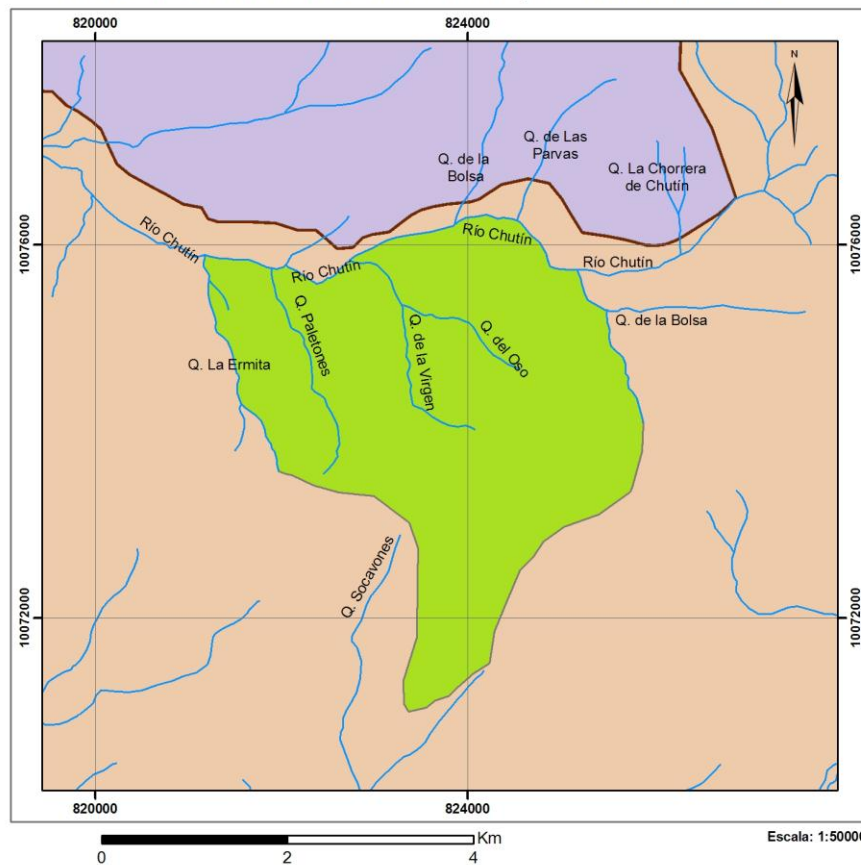 820000
824000
N
Q. de Las
Parvas
Q. de la
Bolsa
Q. La Chorrera
de Chutín
Río Chutín
Río Chutín
10076000
10076000
Río Chutín
Río Chutín
Q. Paletones
Q. de la Virgen
Q. del Oso
Q. de la Bolsa
Q. La Ermita
Q. Socavones
10072000
10072000
820000
824000
Km
0
2
4
Escala: 1:50000